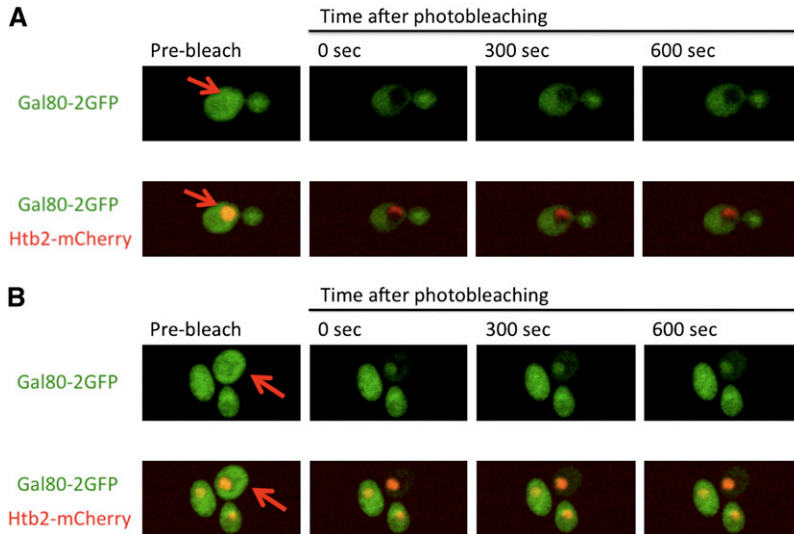 A
Time after photobleaching
Pre-bleach 0 sec 300 sec 600 sec
Gal80-2GFP
Gal80-2GFP
Htb2-mCherry
B
Time after photobleaching
Pre-bleach 0 sec 300 sec 600 sec
Gal80-2GFP
Gal80-2GFP
Htb2-mCherry